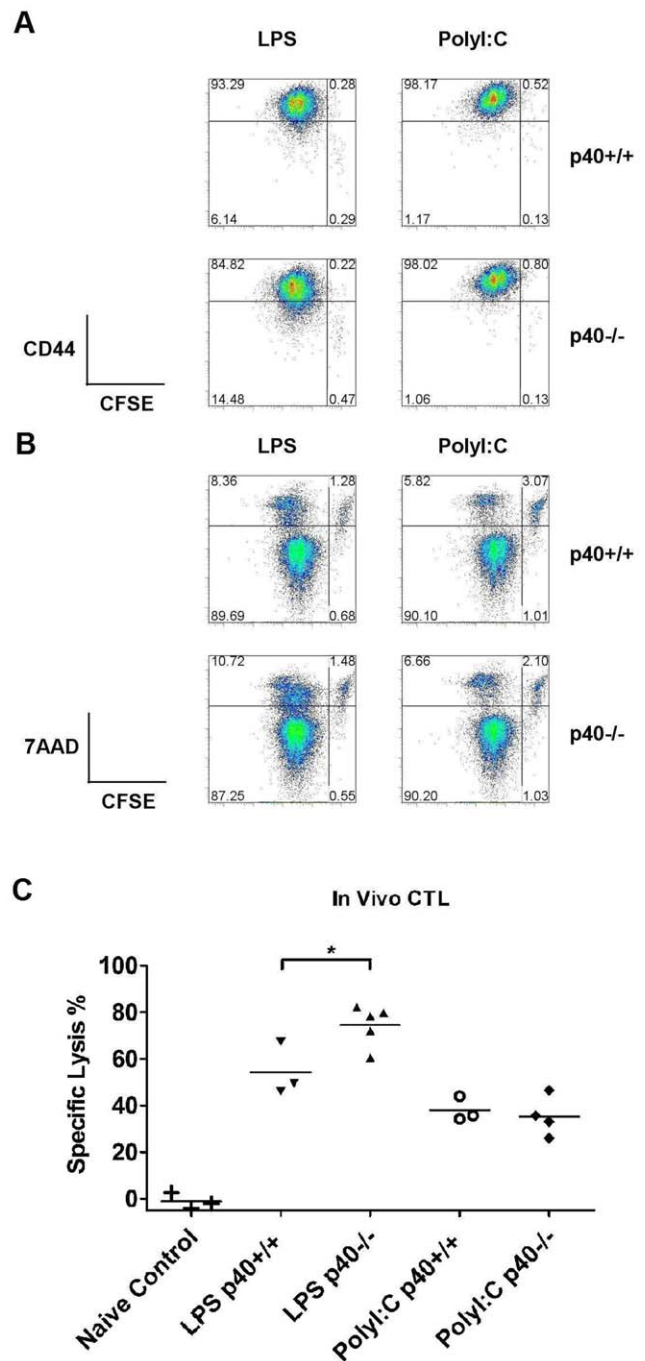 A
LPS PolyI:C
93.29 0.28 98.17 0.52
p40+/+
6.14 0.29 1.17 0.13
84.82 0.22 98.02 0.80
p40-/-
CD44
14.48 0.47 1.06 0.13
CFSE
B
LPS PolyI:C
8.36 1.28 5.82 3.07
p40+/+
89.69 0.68 90.10 1.01
10.72 1.48 6.66 2.10
p40-/-
7AAD
87.25 0.55 90.20 1.03
CFSE
C
In Vivo CTL
*
100
80
60
40
20
0
Specific Lysis %
Naive Control
LPS p40+/+
LPS p40-/-
PolyI:C p40+/+
PolyI:C p40-/-